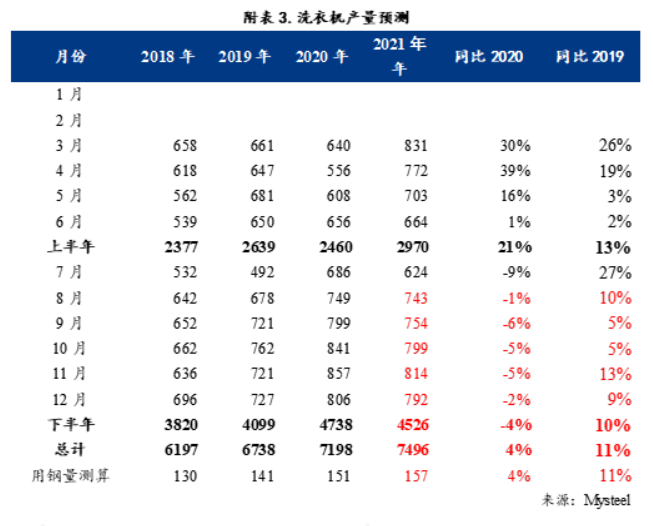 附表 3. 洗衣机产量预测
月份 2018 年 2019 年 2020 年 2021 年年 同比 2020 同比 2019
1 月
2 月
3 月 658 661 640 831 30% 26%
4 月 618 647 556 772 39% 19%
5 月 562 681 608 703 16% 3%
6 月 539 650 656 664 1% 2%
上半年 2377 2639 2460 2970 21% 13%
7 月 532 492 686 624 -9% 27%
8 月 642 678 749 743 -1% 10%
9 月 652 721 799 754 -6% 5%
10 月 662 762 841 799 -5% 5%
11 月 636 721 857 814 -5% 13%
12 月 696 727 806 792 -2% 9%
下半年 3820 4099 4738 4526 -4% 10%
总计 6197 6738 7198 7496 4% 11%
用钢量测算 130 141 151 157 4% 11%
来源：Mysteel